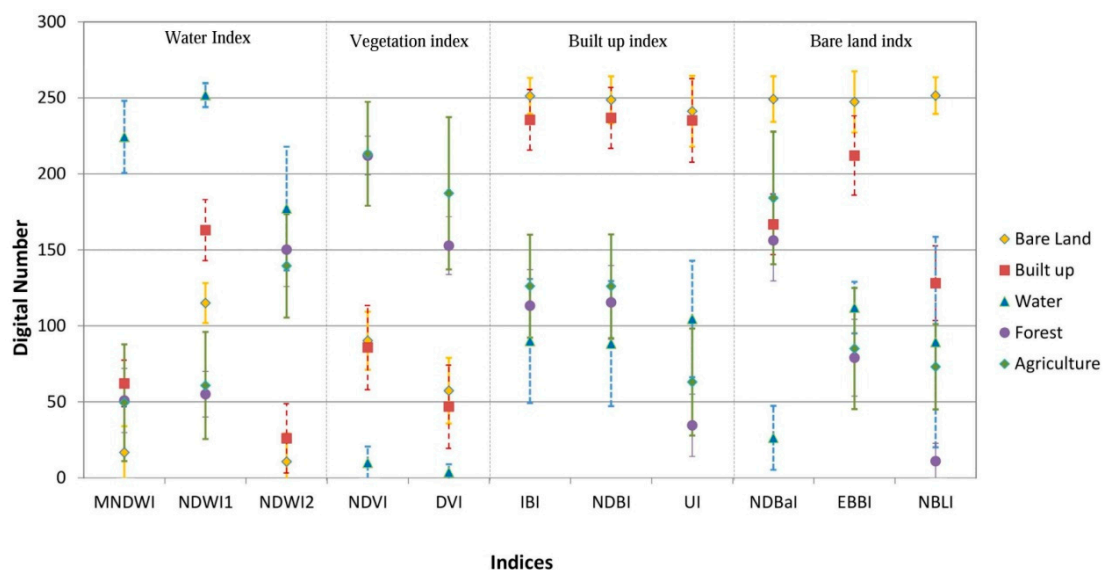 300
Water Index
Vegetation index
Built up index
Bare land indx
250
200
150
100
50
0
Digital Number
Bare Land
Built up
Water
Forest
Agriculture
MNDWI
NDWI1
NDWI2
NDVI
DVI
IBI
NDBI
UI
NDBaI
EBBI
NBLI
Indices